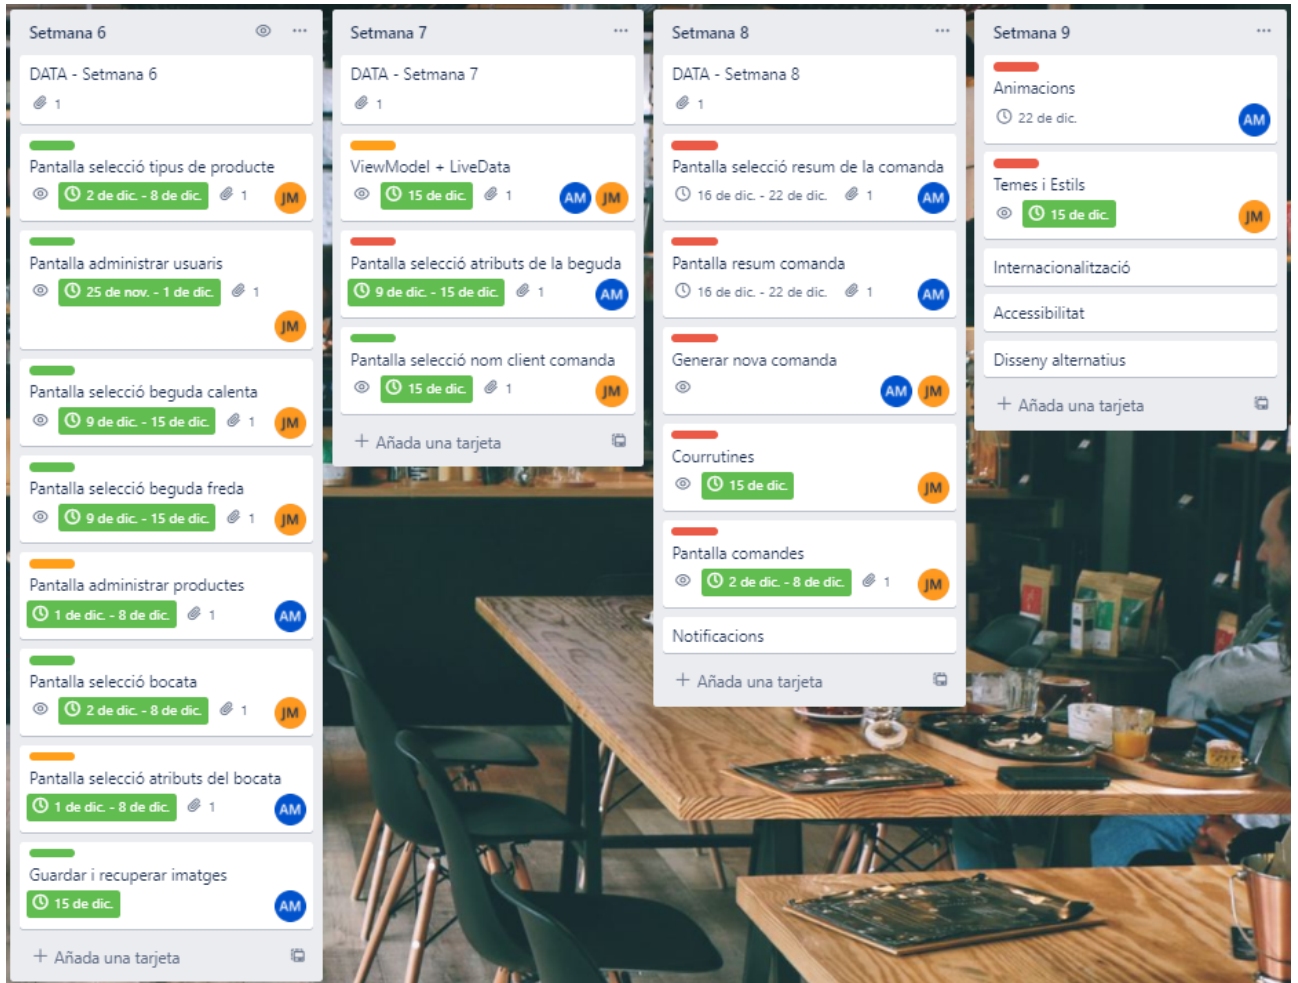 Setmana 6
DATA - Setmana 6
1
Pantalla selecció tipus de producte
2 de dic. - 8 de dic.
1
JM
Pantalla administrar usuaris
25 de nov. - 1 de dic.
1
JM
Pantalla selecció beguda calenta
9 de dic. - 15 de dic.
1
JM
Pantalla selecció beguda freda
9 de dic. - 15 de dic.
1
JM
Pantalla administrar productes
1 de dic. - 8 de dic.
1
AM
Pantalla selecció bocata
2 de dic. - 8 de dic.
1
JM
Pantalla selecció atributs del bocata
1 de dic. - 8 de dic.
1
AM
Guardar i recuperar imatges
15 de dic.
AM
+ Añada una tarjeta
Setmana 7
DATA - Setmana 7
1
ViewModel + LiveData
15 de dic.
1
AM
JM
Pantalla selecció atributs de la beguda
9 de dic. - 15 de dic.
1
AM
Pantalla selecció nom client comanda
15 de dic.
1
JM
+ Añada una tarjeta
Setmana 8
DATA - Setmana 8
1
Pantalla selecció resum de la comanda
16 de dic. - 22 de dic.
1
AM
Pantalla resum comanda
16 de dic. - 22 de dic.
1
AM
Generar nova comanda
AM
JM
Courrutines
15 de dic.
JM
Pantalla comandes
2 de dic. - 8 de dic.
1
JM
Notificacions
+ Añada una tarjeta
Setmana 9
Animacions
22 de dic.
AM
Temes i Estils
15 de dic.
JM
Internacionalització
Accessibilitat
Disseny alternatius
+ Añada una tarjeta